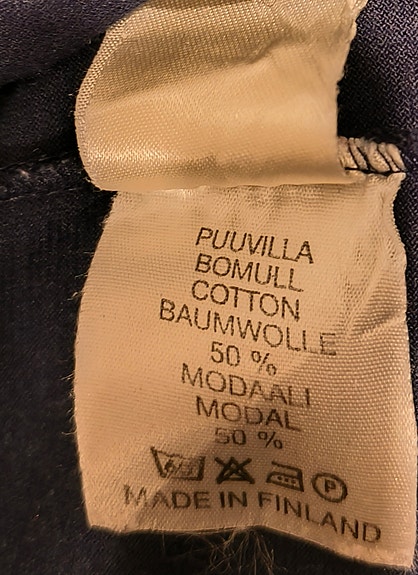 PUUVILLA
BOMULL
COTTON
BAUMWOLLE
50 %
MODAALI
MODAL
50 %
P
MADE IN FINLAND